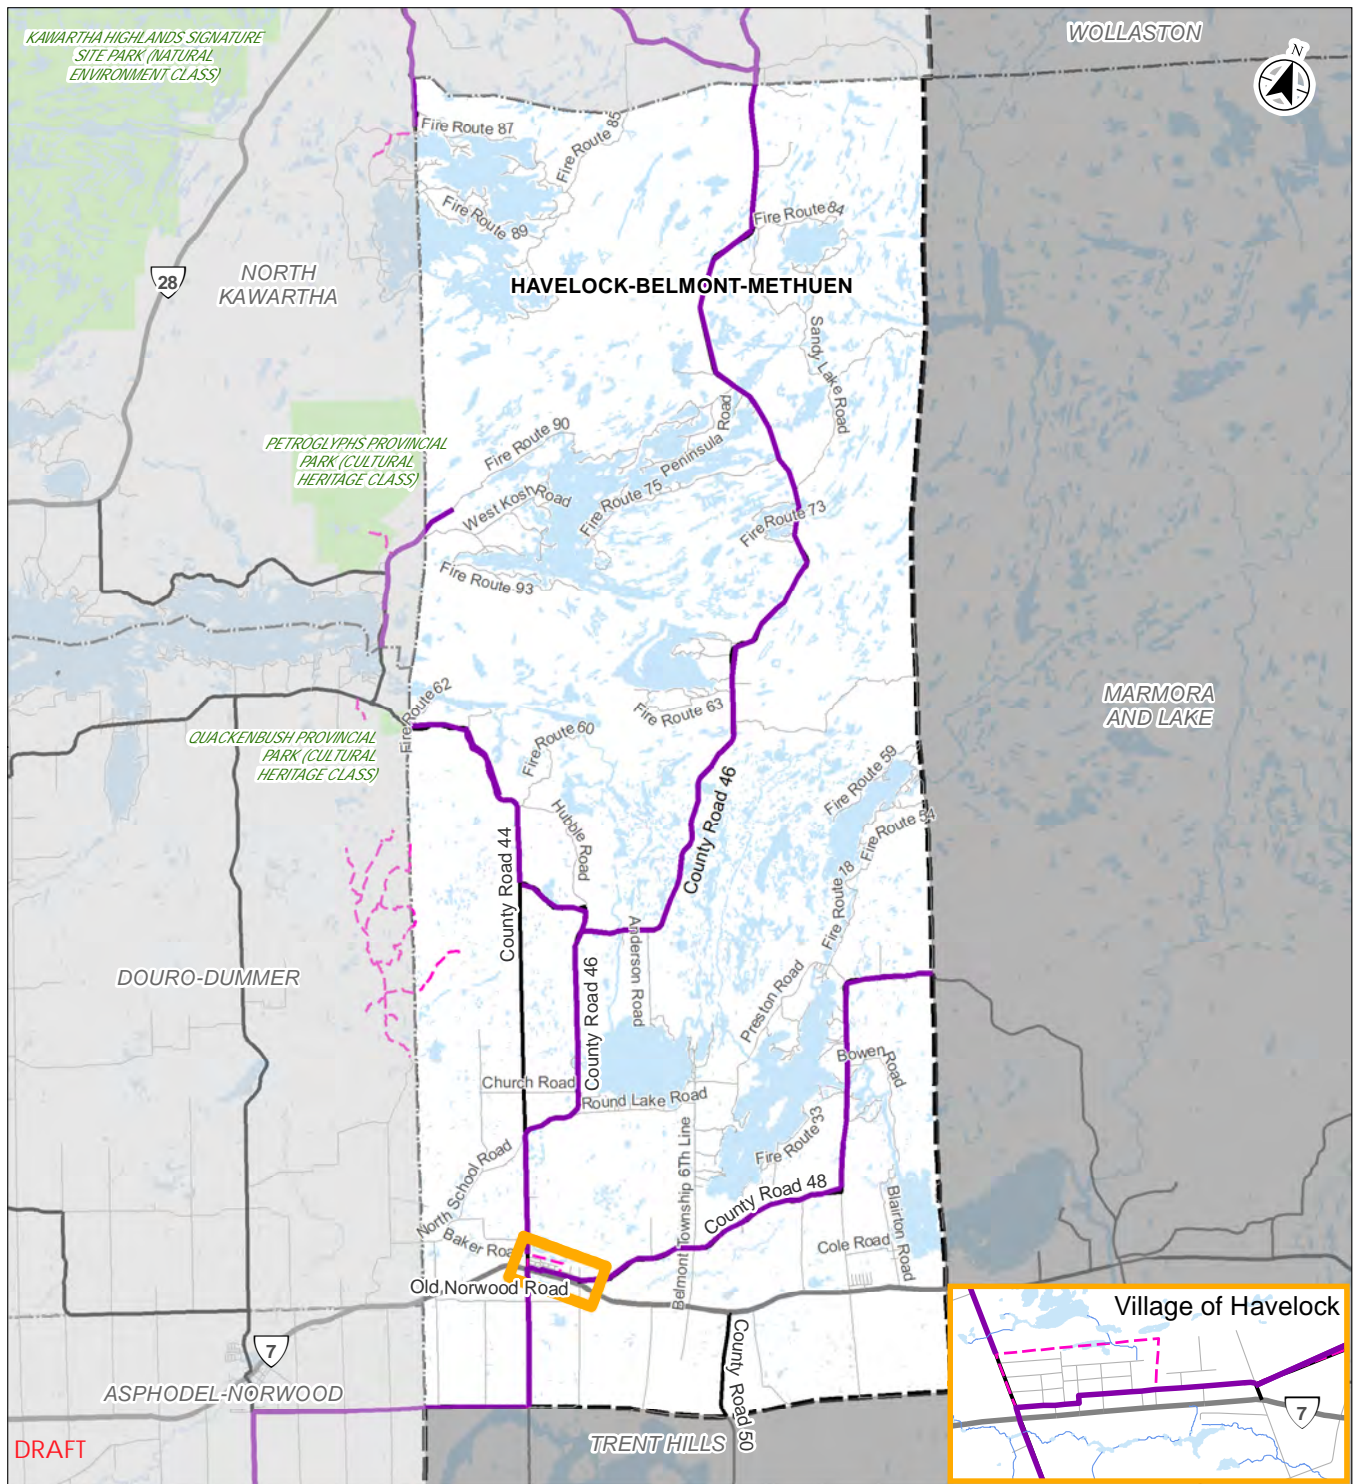 KAWARTHA HIGHLANDS SIGNATURE
SITE PARK (NATURAL
ENVIRONMENT CLASS)
WOLLASTON
N
Fire Route 87
Fire Route 85
Fire Route 89
Fire Route 84
28
NORTH
KAWARTHA
HAVELOCK-BELMONT-METHUEN
Sandy Lake Road
PETROGLYPHS PROVINCIAL
PARK (CULTURAL
HERITAGE CLASS)
Fire Route 90
Peninsula Road
West Kosh Road
Fire Route 75
Fire Route 73
Fire Route 93
Fire Route 62
Fire Route 63
MARMORA
AND LAKE
QUACKENBUSH PROVINCIAL
PARK (CULTURAL
HERITAGE CLASS)
Fire Route 60
Fire Route 59
Fire Route 54
Hubble Road
County Road 46
County Road 44
Fire Route 18
Anderson Road
DOURO-DUMMER
County Road 46
Preston Road
Bowen Road
Church Road
Round Lake Road
Fire Route 33
North School Road
Belmont Township 6Th Line
County Road 48
Blairton Road
Baker Road
Cole Road
Old Norwood Road
7
County Road 50
ASPHODEL-NORWOOD
TRENT HILLS
DRAFT
Village of Havelock
7